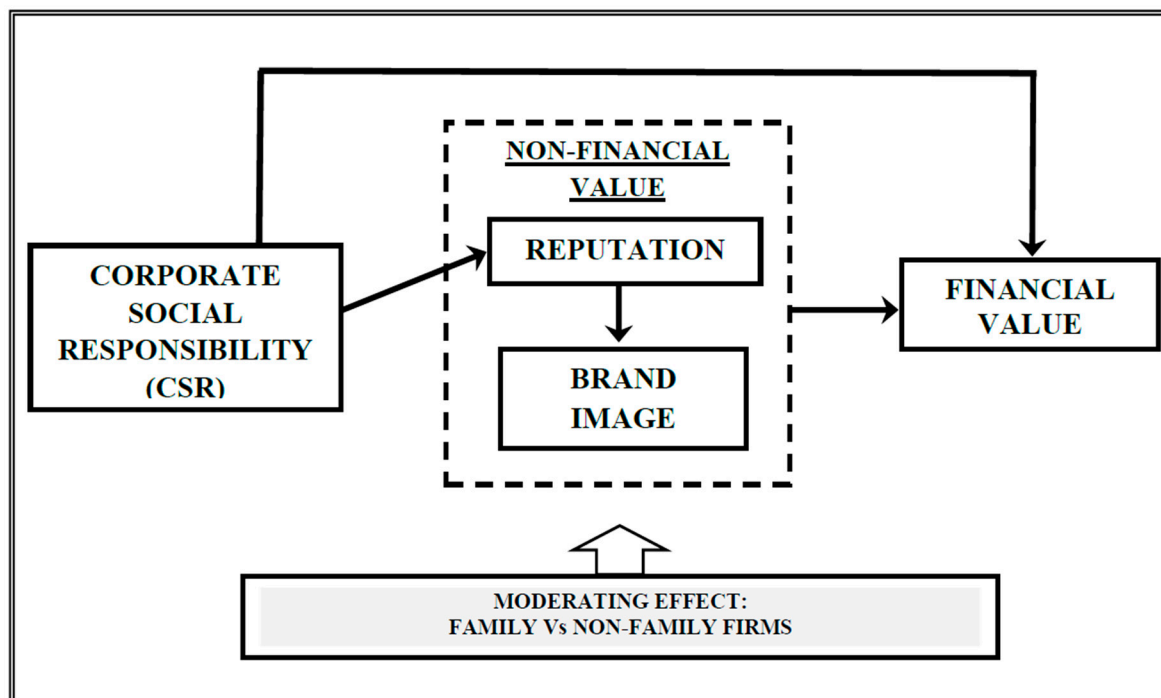 NON-FINANCIAL
VALUE
REPUTATION
BRAND
IMAGE
CORPORATE
SOCIAL
RESPONSIBILITY
(CSR)
FINANCIAL
VALUE
MODERATING EFFECT:
FAMILY Vs NON-FAMILY FIRMS